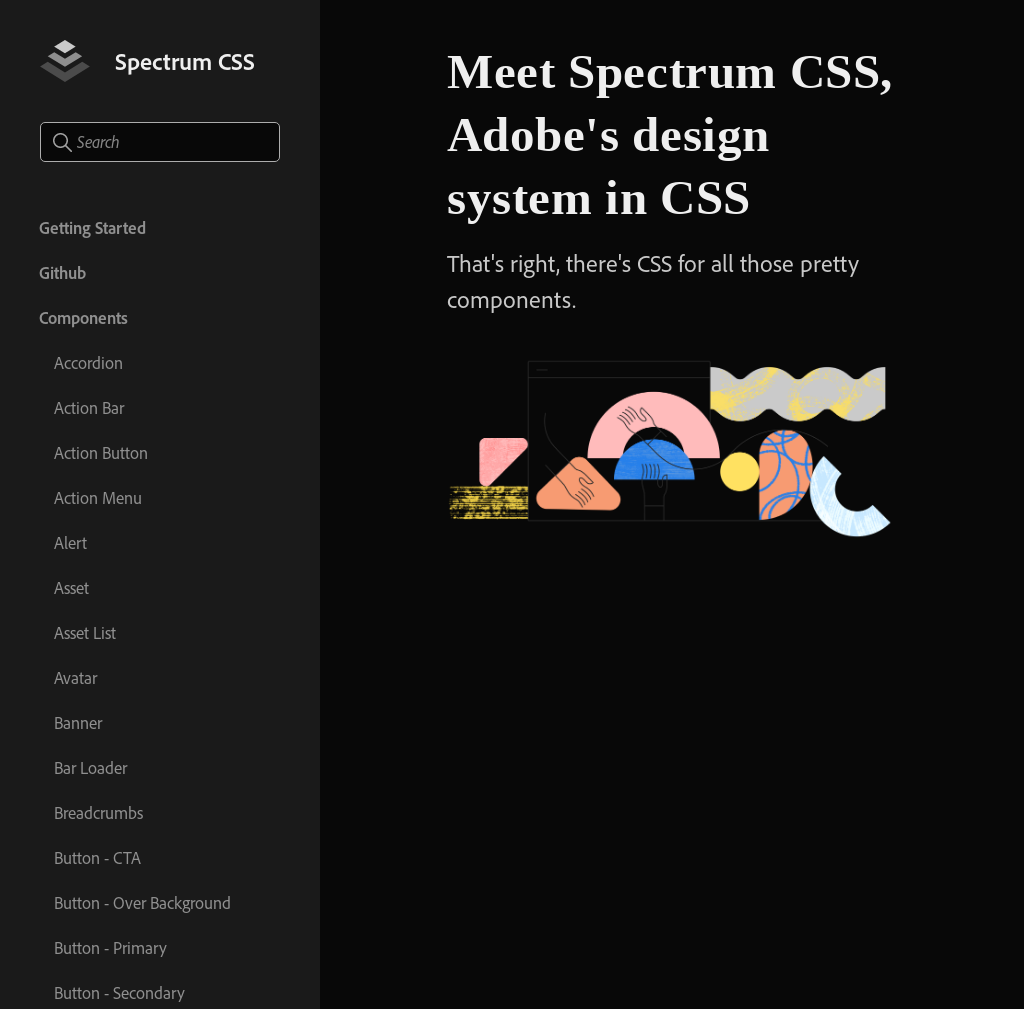 Spectrum CSS
Search
Getting Started
Github
Components
Accordion
Action Bar
Action Button
Action Menu
Alert
Asset
Asset List
Avatar
Banner
Bar Loader
Breadcrumbs
Button - CTA
Button - Over Background
Button - Primary
Button - Secondary
Meet Spectrum CSS,
Adobe's design
system in CSS
That's right, there's CSS for all those pretty
components.